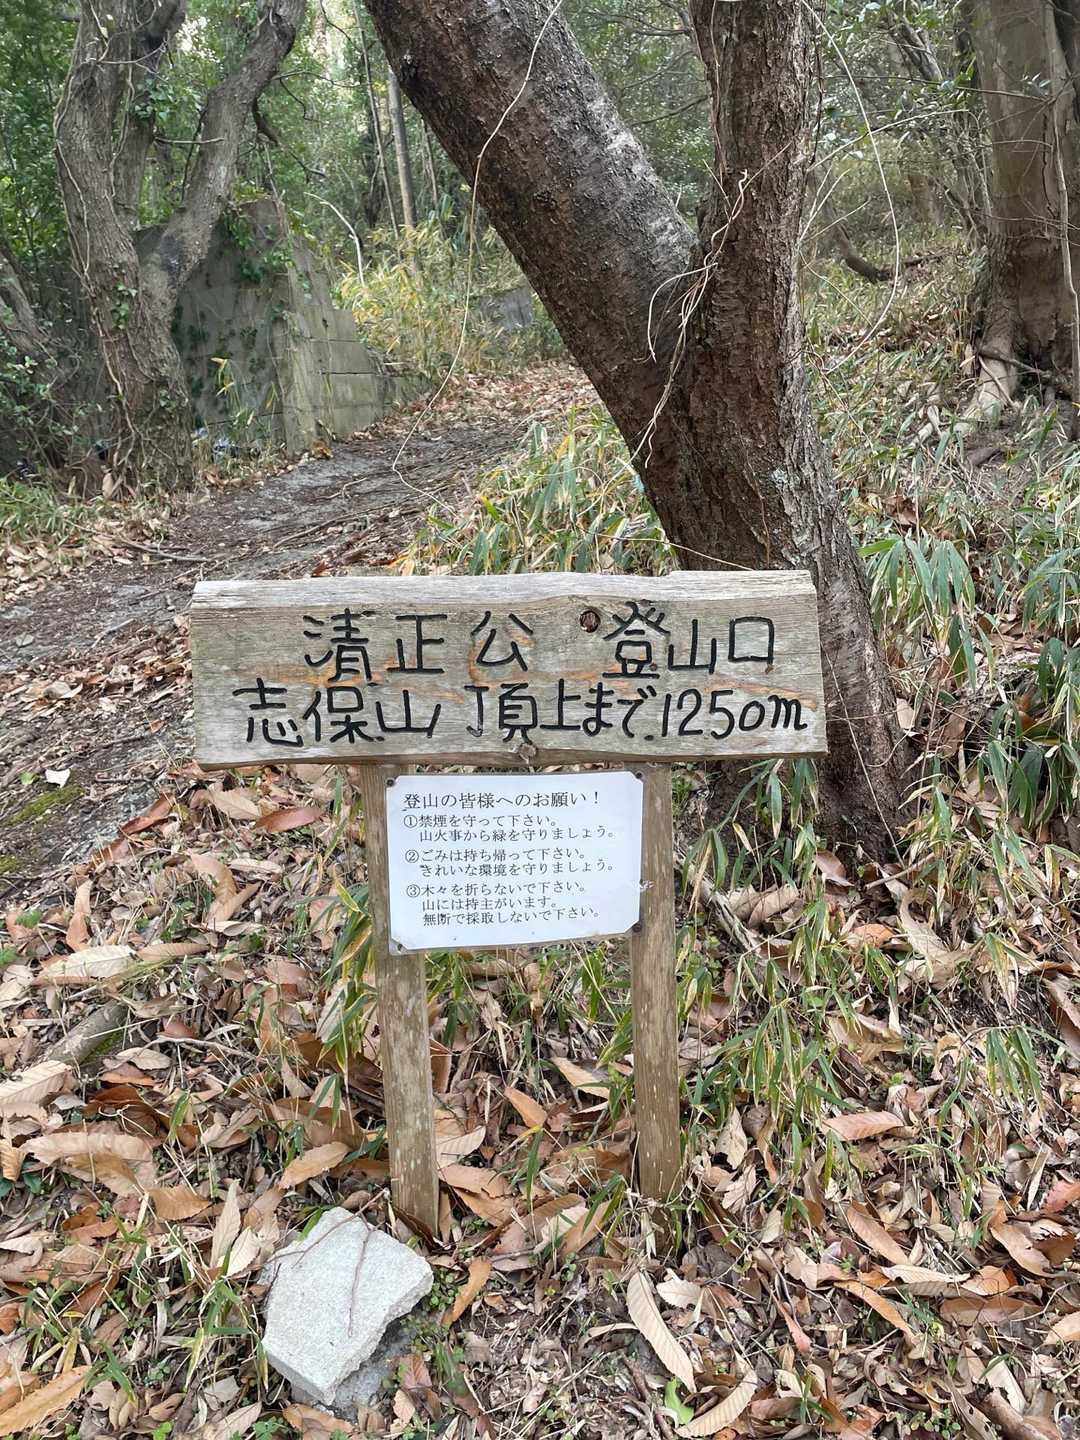 清正公 登山口
志保山 頂上まで1250m
登山の皆様へのお願い！
①禁煙を守って下さい。
山火事から緑を守りましょう。
②ごみは持ち帰って下さい。
きれいな環境を守りましょう。
③木々を折らないで下さい。
山には持主がいます。
無断で採取しないで下さい。